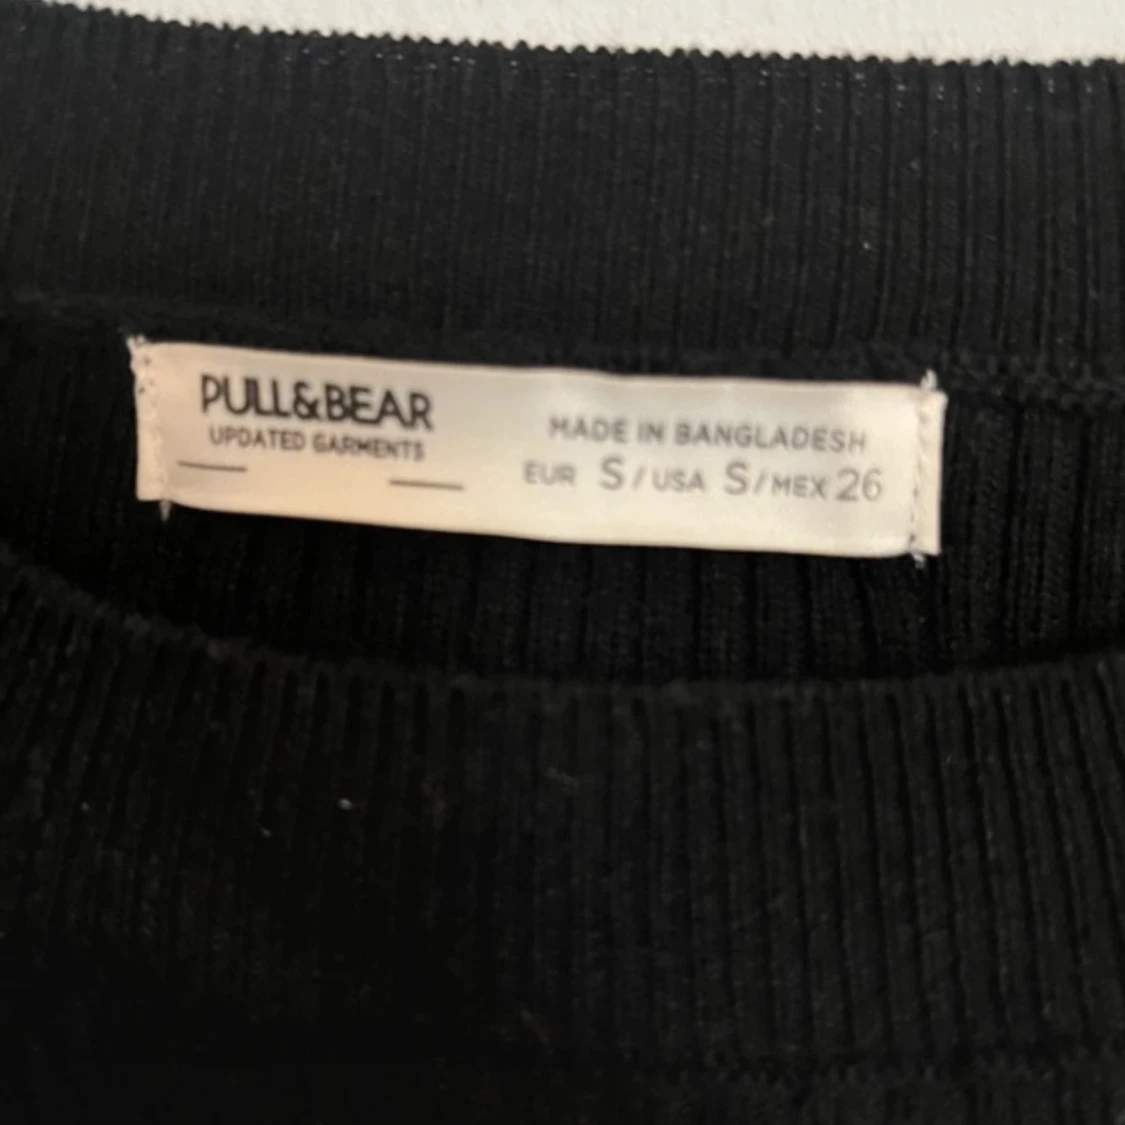 PULL&BEAR
UPDATED GARMENTS
MADE IN BANGLADESH
EUR S/USA S/MEX 26